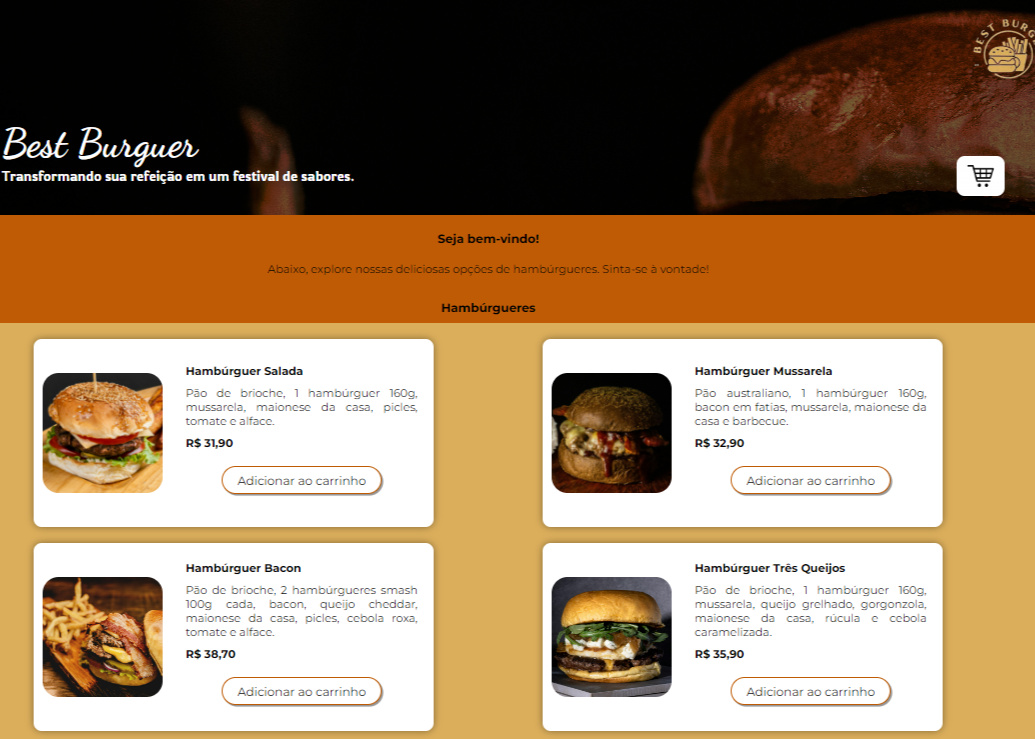 BEST BURG
Best Burguer
Transformando sua refeição em um festival de sabores.
Seja bem-vindo!
Abaixo, explore nossas deliciosas opções de hambúrgueres. Sinta-se à vontade!
Hambúrgueres
Hambúrguer Salada
Pão de brioche, 1 hambúrguer 160g,
mussarela, maionese da casa, picles,
tomate e alface.
R$ 31,90
Adicionar ao carrinho
Hambúrguer Mussarela
Pão australiano, 1 hambúrguer 160g,
bacon em fatias, mussarela, maionese da
casa e barbecue.
R$ 32,90
Adicionar ao carrinho
Hambúrguer Bacon
Pão de brioche, 2 hambúrgueres smash
100g cada, bacon, queijo cheddar,
maionese da casa, picles, cebola roxa,
tomate e alface.
R$ 38,70
Adicionar ao carrinho
Hambúrguer Três Queijos
Pão de brioche, 1 hambúrguer 160g,
mussarela, queijo grelhado, gorgonzola,
maionese da casa, rúcula e cebola
caramelizada.
R$ 35,90
Adicionar ao carrinho